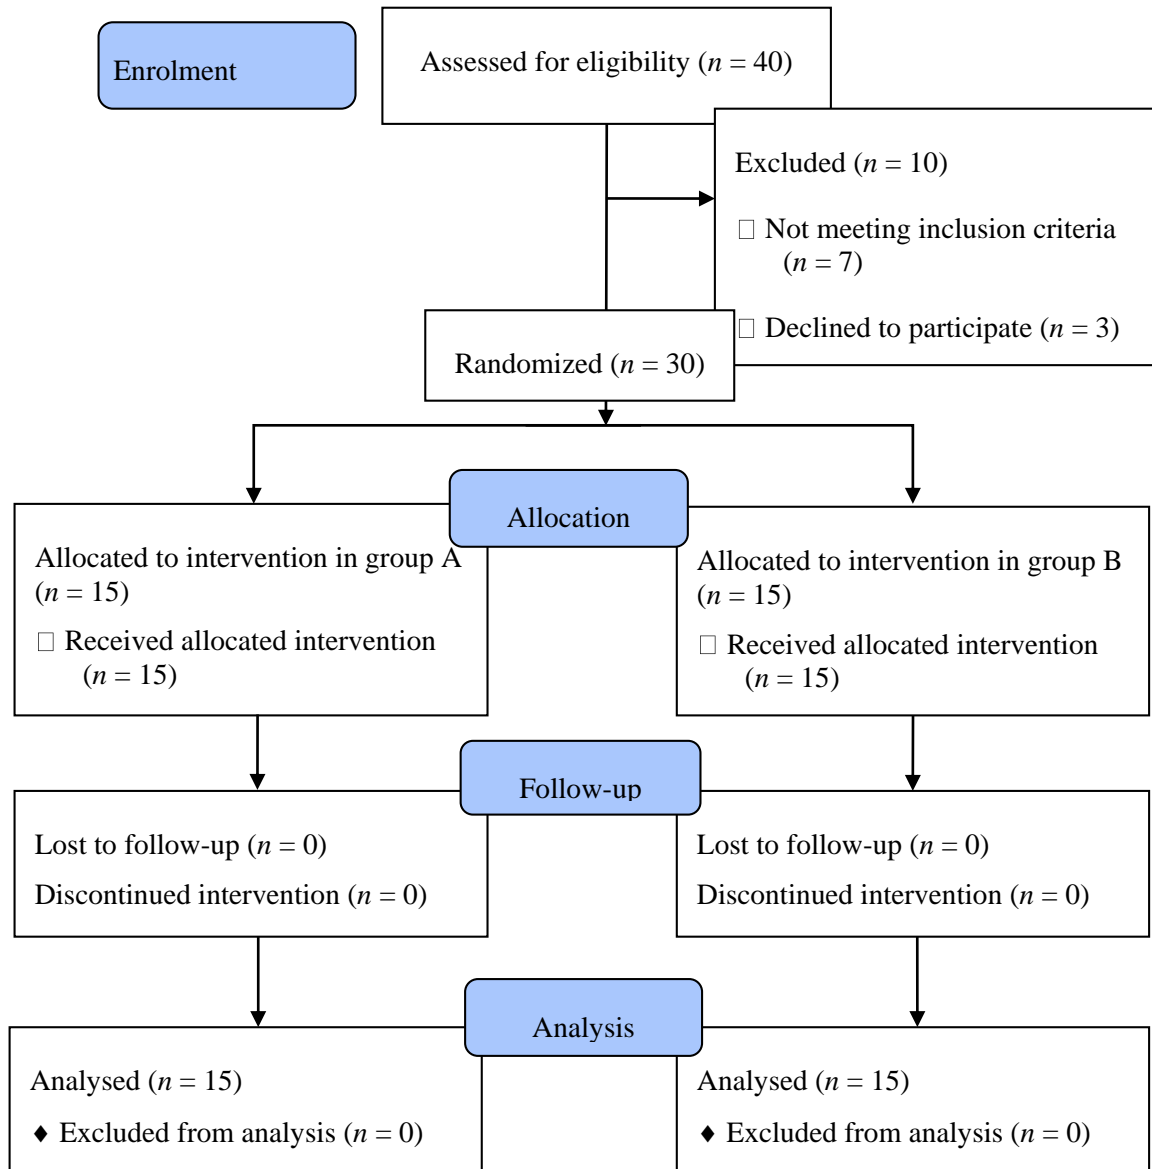 Enrolment
Assessed for eligibility (n = 40)
Excluded (n = 10)
□ Not meeting inclusion criteria
(n = 7)
□ Declined to participate (n = 3)
Randomized (n = 30)
Allocation
Allocated to intervention in group A
(n = 15)
□ Received allocated intervention
(n = 15)
Allocated to intervention in group B
(n = 15)
□ Received allocated intervention
(n = 15)
Follow-up
Lost to follow-up (n = 0)
Discontinued intervention (n = 0)
Lost to follow-up (n = 0)
Discontinued intervention (n = 0)
Analysis
Analysed (n = 15)
♦ Excluded from analysis (n = 0)
Analysed (n = 15)
♦ Excluded from analysis (n = 0)